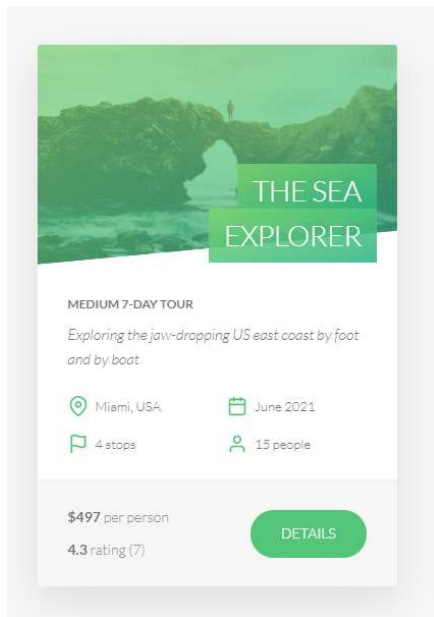 THE SEA
EXPLORER
MEDIUM 7-DAY TOUR
Exploring the jaw-dropping US east coast by foot
and by boat
Miami, USA
June 2021
4 stops
15 people
$497 per person
4.3 rating (7)
DETAILS